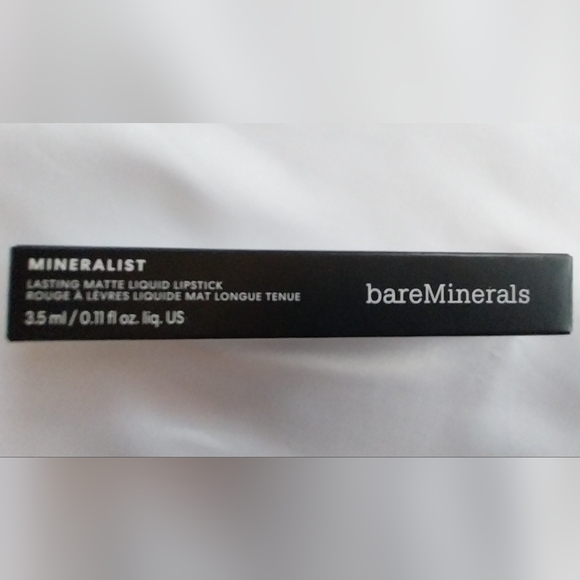 MINERALIST
LASTING MATTE LIQUID LIPSTICK
ROUGE À LÈVRES LIQUIDE MAT LONGUE TENUE
3.5 ml / 0.11 fl oz. liq. US
bareMinerals